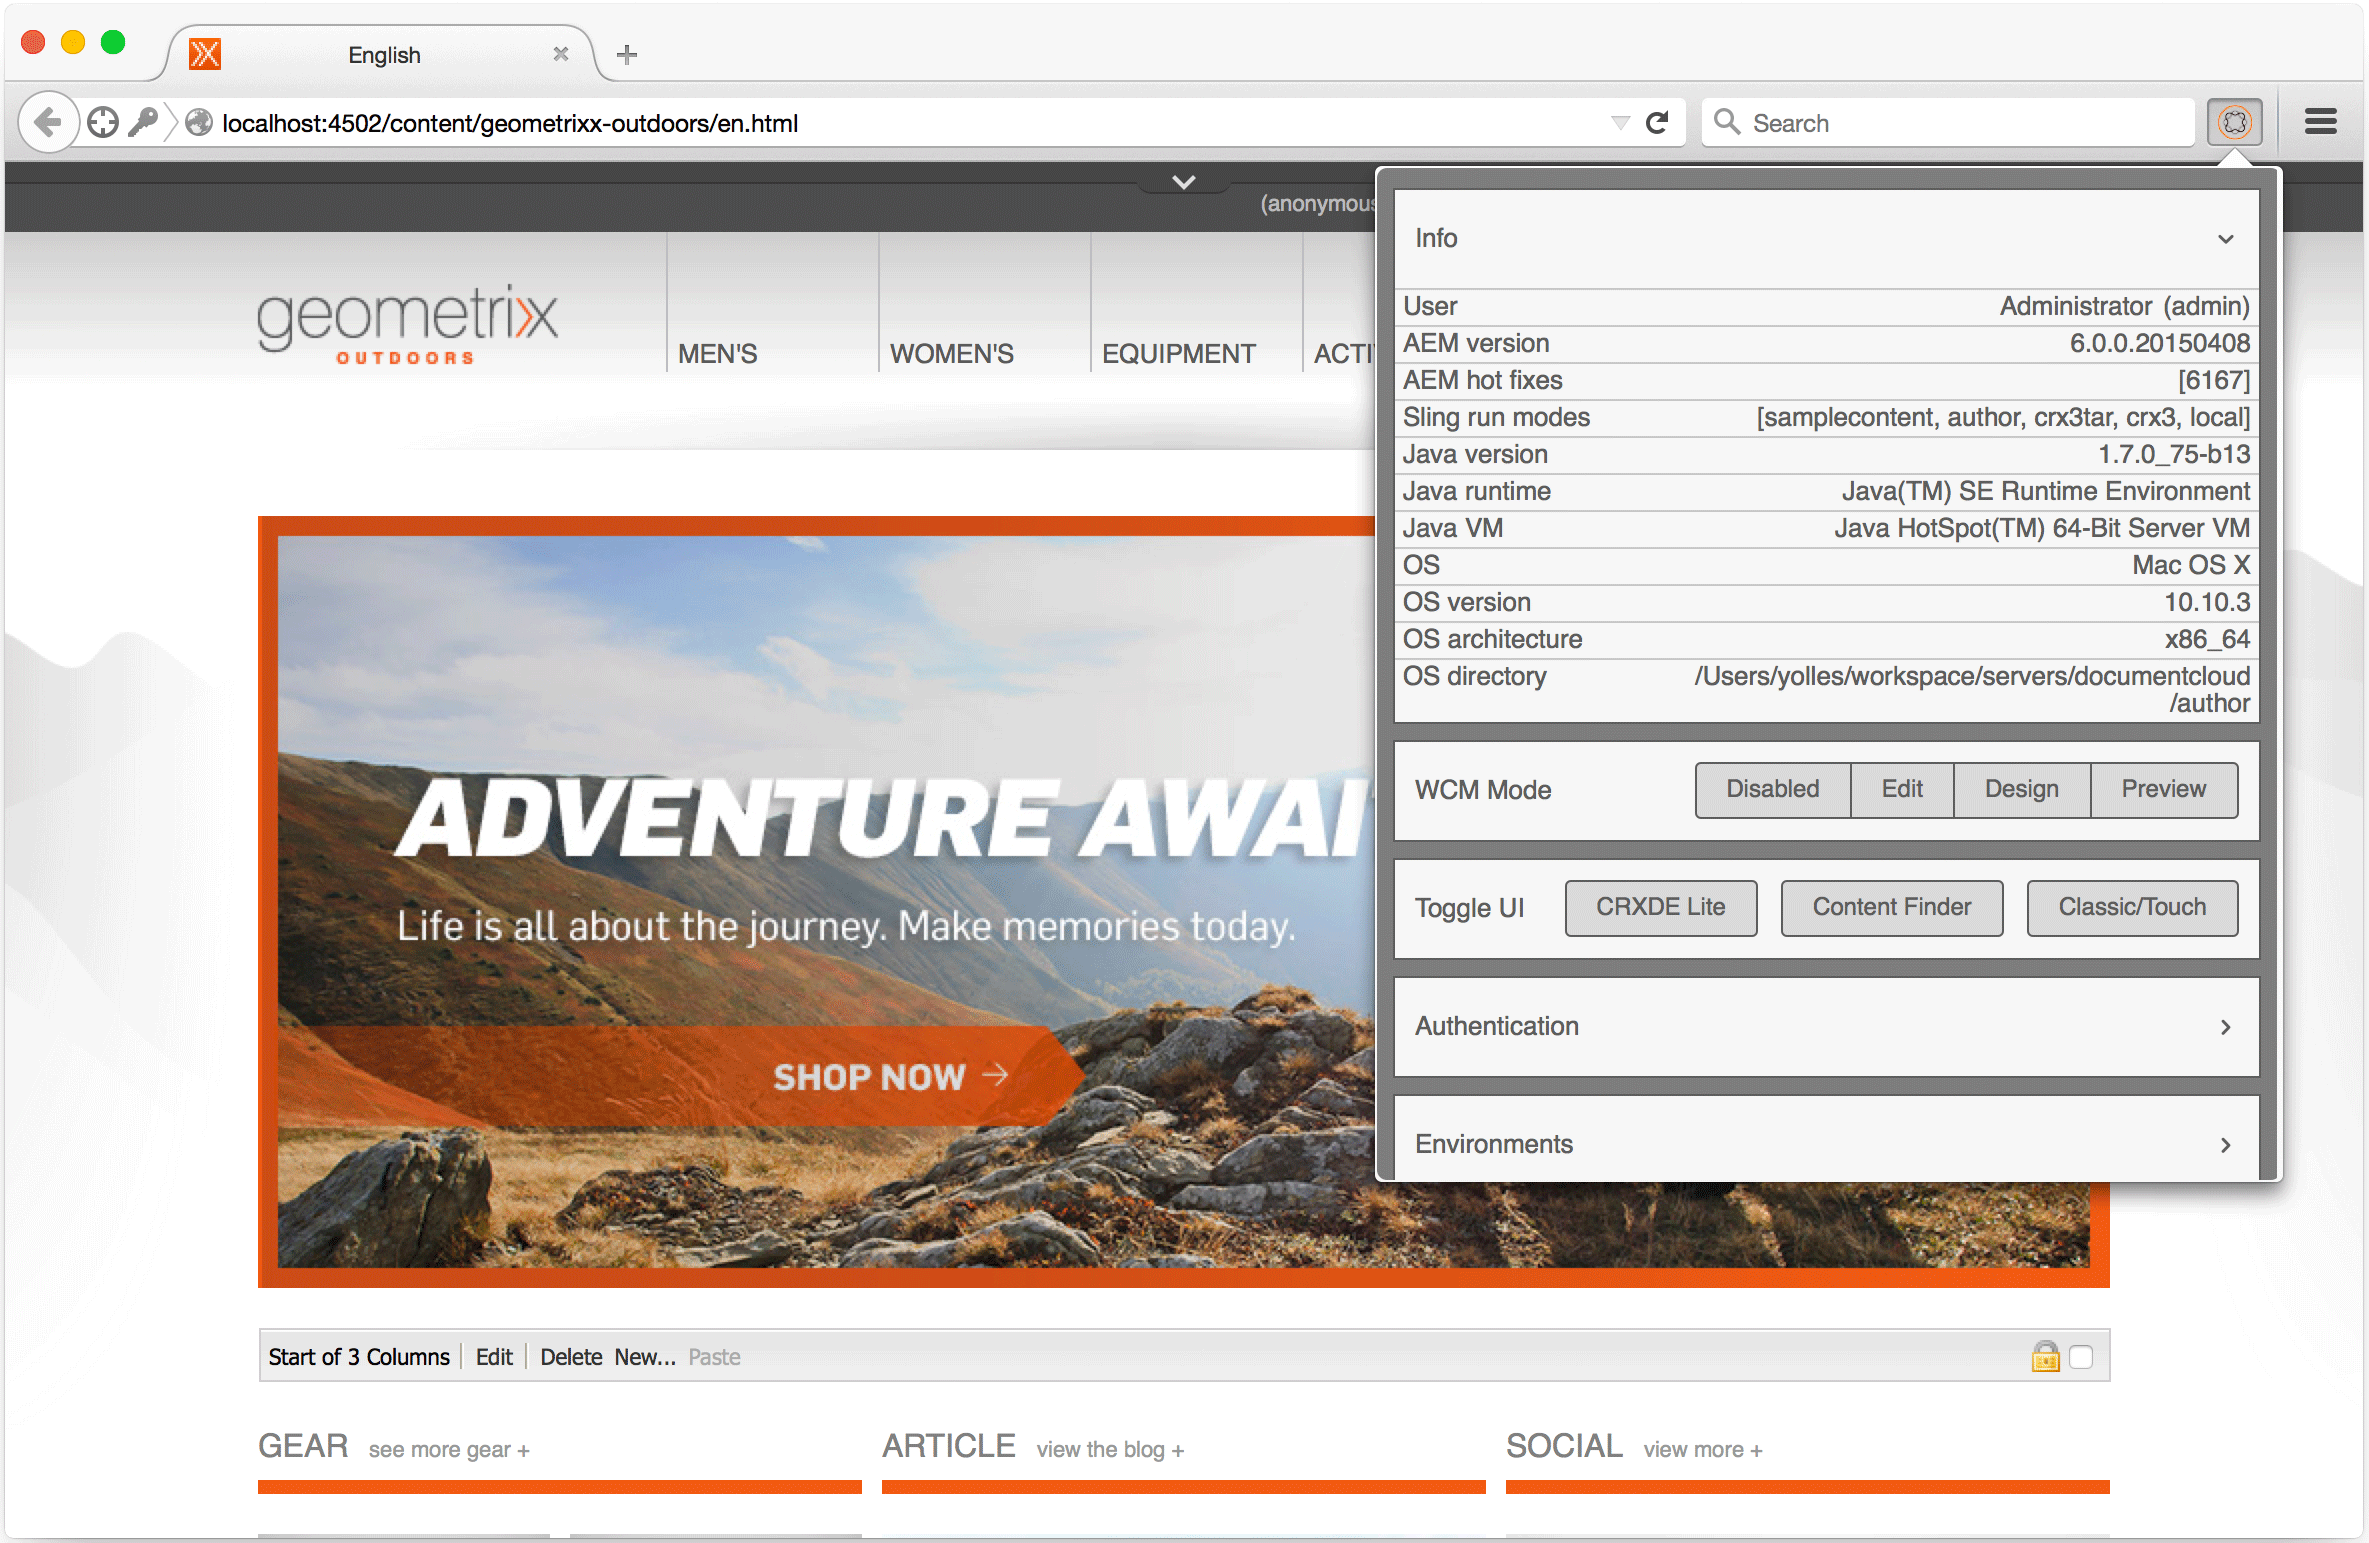 English
localhost:4502/content/geometrixx-outdoors/en.html
Search
(anonymous
geometrixx
OUTDOORS
MEN'S
WOMEN'S
EQUIPMENT
ACTI
Info
User Administrator (admin)
AEM version 6.0.0.20150408
AEM hot fixes [6167]
Sling run modes [samplecontent, author, crx3tar, crx3, local]
Java version 1.7.0_75-b13
Java runtime Java(TM) SE Runtime Environment
Java VM Java HotSpot(TM) 64-Bit Server VM
OS Mac OS X
OS version 10.10.3
OS architecture x86_64
OS directory /Users/yolles/workspace/servers/documentcloud
/author
WCM Mode Disabled Edit Design Preview
Toggle UI CRXDE Lite Content Finder Classic/Touch
Authentication
Environments
ADVENTURE AWAI
Life is all about the journey. Make memories today.
SHOP NOW →
Start of 3 Columns Edit Delete New... Paste
GEAR see more gear +
ARTICLE view the blog +
SOCIAL view more +